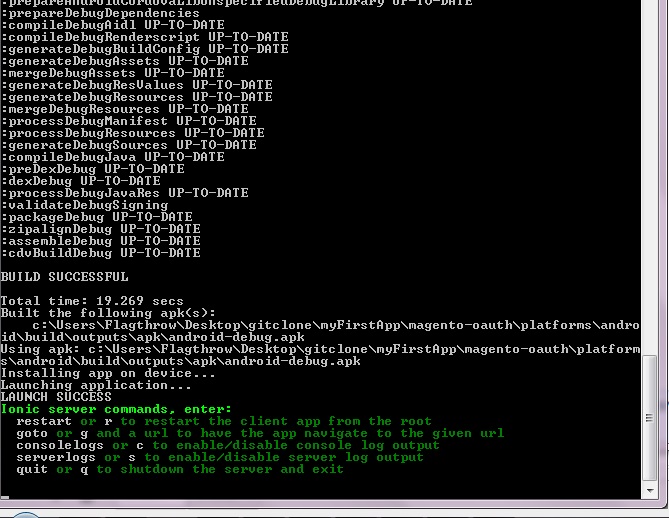 :prepareAndroidCordovaLibUnspecifiedDebugLibrary UP-TO-DATE
:prepareDebugDependencies
:compileDebugAidl UP-TO-DATE
:compileDebugRenderscript UP-TO-DATE
:generateDebugBuildConfig UP-TO-DATE
:generateDebugAssets UP-TO-DATE
:mergeDebugAssets UP-TO-DATE
:generateDebugResValues UP-TO-DATE
:generateDebugResources UP-TO-DATE
:mergeDebugResources UP-TO-DATE
:processDebugManifest UP-TO-DATE
:processDebugResources UP-TO-DATE
:generateDebugSources UP-TO-DATE
:compileDebugJava UP-TO-DATE
:preDexDebug UP-TO-DATE
:dexDebug UP-TO-DATE
:processDebugJavaRes UP-TO-DATE
:validateDebugSigning
:packageDebug UP-TO-DATE
:zipalignDebug UP-TO-DATE
:assembleDebug UP-TO-DATE
:cdvBuildDebug UP-TO-DATE
BUILD SUCCESSFUL
Total time: 19.269 secs
Built the following apk(s):
c:\Users\Flagthrow\Desktop\gitclone\myFirstApp\magento-oauth\platforms\andro
id\build\outputs\apk\android-debug.apk
Using apk: c:\Users\Flagthrow\Desktop\gitclone\myFirstApp\magento-oauth\platform
s\android\build\outputs\apk\android-debug.apk
Installing app on device...
Launching application...
LAUNCH SUCCESS
Ionic server commands, enter:
restart or r to restart the client app from the root
goto or g and a url to have the app navigate to the given url
consolelogs or c to enable/disable console log output
serverlogs or s to enable/disable server log output
quit or q to shutdown the server and exit